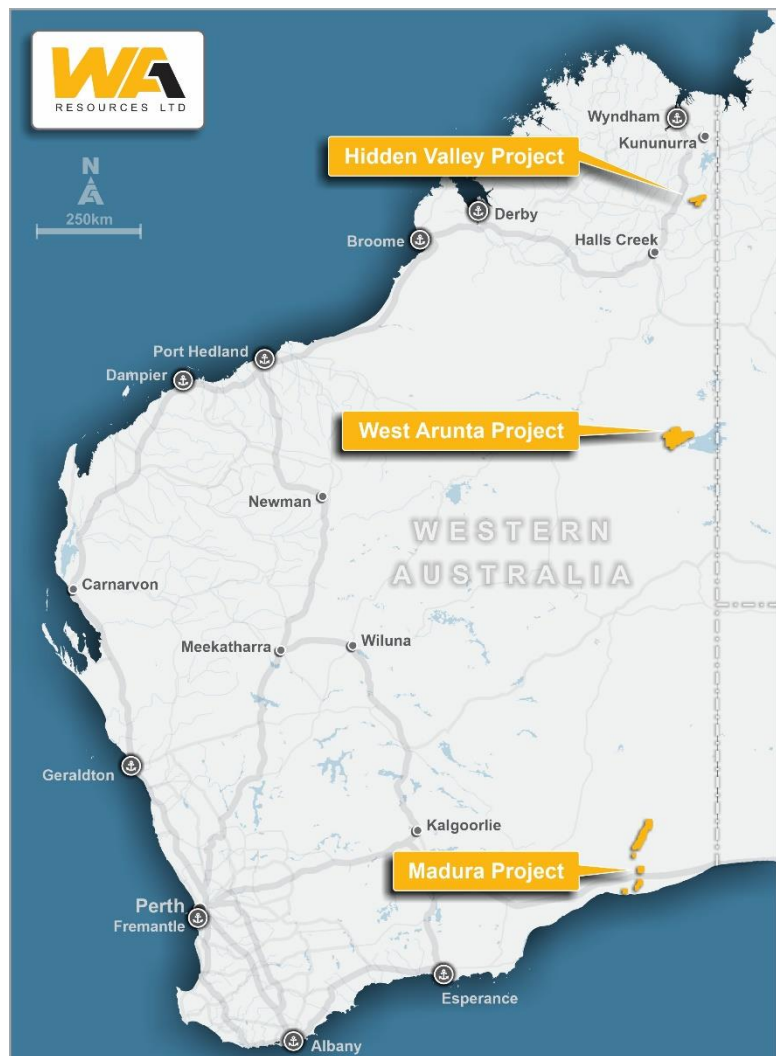 WA
RESOURCES LTD
N
250km
Wyndham
Kununurra
Hidden Valley Project
Derby
Broome
Halls Creek
Port Hedland
Dampier
West Arunta Project
Newman
WESTERN
AUSTRALIA
Carnarvon
Meekatharra
Wiluna
Geraldton
Kalgoorlie
Madura Project
Perth
Fremantle
Esperance
Albany